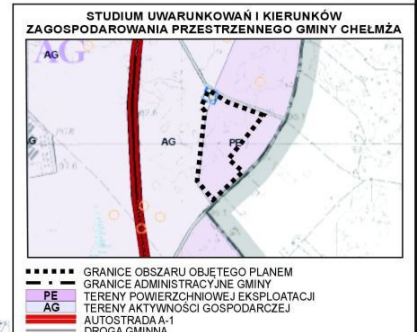 STUDIUM UWARUNKOWAŃ I KIERUNKÓW
ZAGOSPODAROWANIA PRZESTRZENNEGO GMINY CHEŁMŻA
AG
AG
AG
PE
G
GRANICE OBSZARU OBJĘTEGO PLANEM
GRANICE ADMINISTRACYJNE GMINY
PE TERENY POWIERZCHNIOWEJ EKSPLOATACJI
AG TERENY AKTYWNOŚCI GOSPODARCZEJ
AUTOSTRADA A-1
DROGA GMINNA